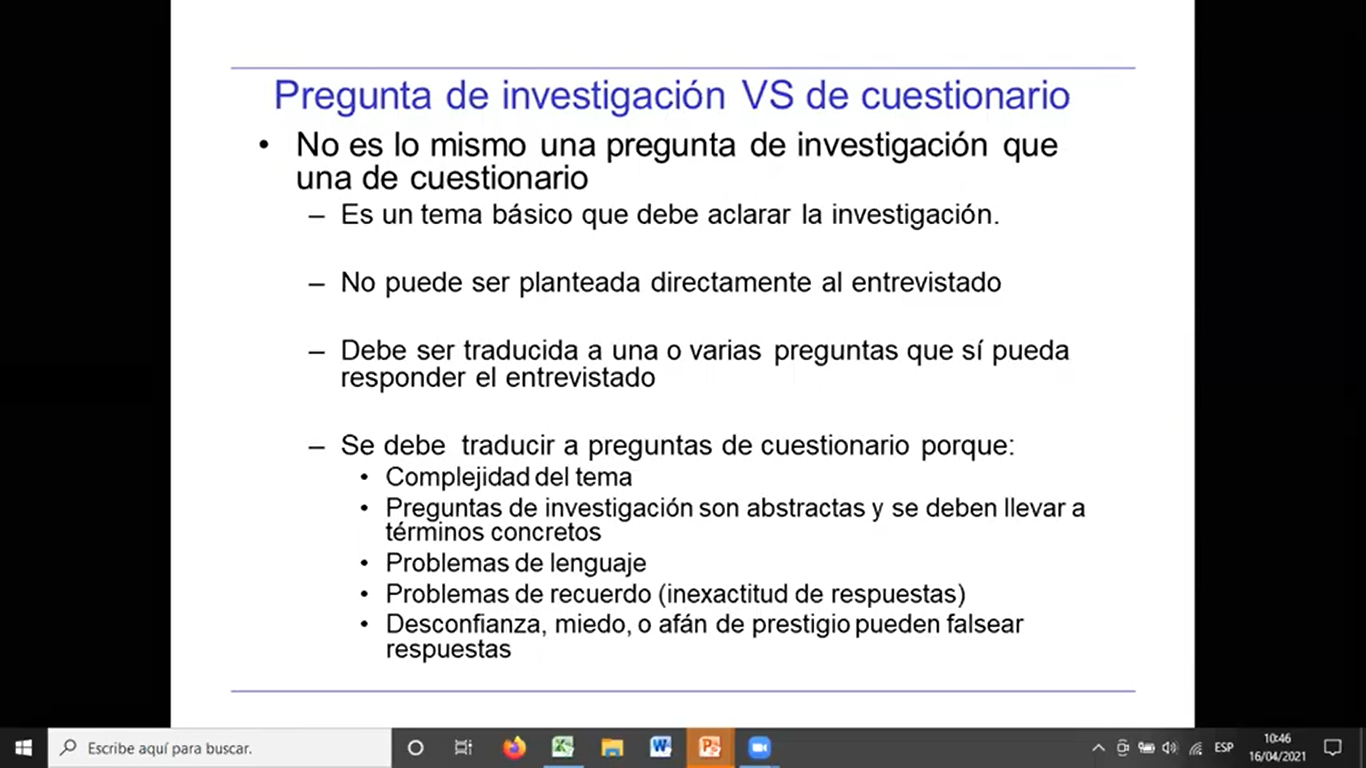 Pregunta de investigación VS de cuestionario
• No es lo mismo una pregunta de investigación que
una de cuestionario
– Es un tema básico que debe aclarar la investigación.
– No puede ser planteada directamente al entrevistado
– Debe ser traducida a una o varias preguntas que sí pueda
responder el entrevistado
– Se debe traducir a preguntas de cuestionario porque:
• Complejidad del tema
• Preguntas de investigación son abstractas y se deben llevar a
términos concretos
• Problemas de lenguaje
• Problemas de recuerdo (inexactitud de respuestas)
• Desconfianza, miedo, o afán de prestigio pueden falsear
respuestas
Escribe aquí para buscar.
ESP
10:46
16/04/2021